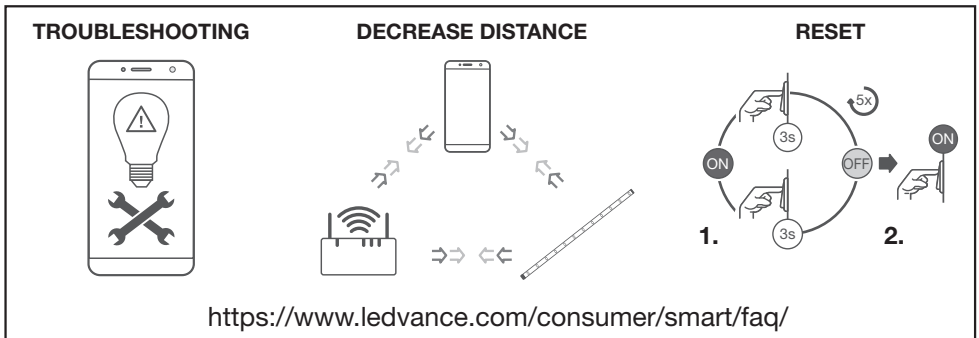 TROUBLESHOOTING
DECREASE DISTANCE
RESET
5x
3s
ON
ON
OFF
3s
1.
2.
https://www.ledvance.com/consumer/smart/faq/